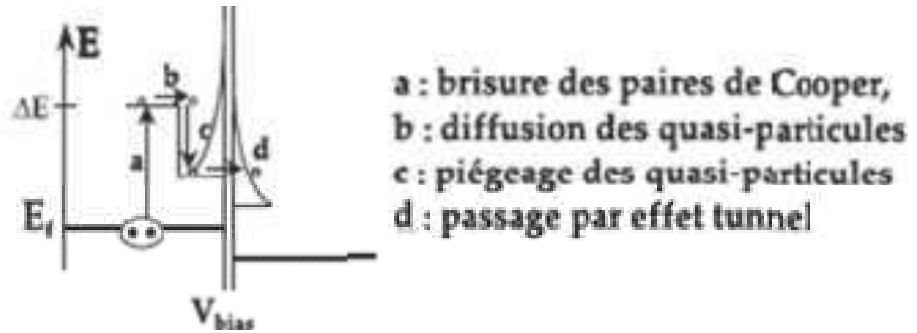 E
b
ΔE
c
d
a
E_f
V_bias
a : brisure des paires de Cooper,
b : diffusion des quasi-particules
c : piégeage des quasi-particules
d : passage par effet tunnel